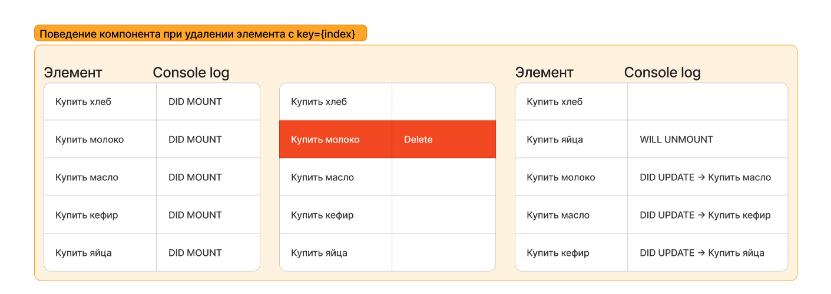 Поведение компонента при удалении элемента с key={index}
Элемент Console log
Купить хлеб DID MOUNT
Купить молоко DID MOUNT
Купить масло DID MOUNT
Купить кефир DID MOUNT
Купить яйца DID MOUNT
Купить хлеб
Купить молоко Delete
Купить масло
Купить кефир
Купить яйца
Элемент Console log
Купить хлеб
Купить яйца WILL UNMOUNT
Купить молоко DID UPDATE → Купить масло
Купить масло DID UPDATE → Купить кефир
Купить кефир DID UPDATE → Купить яйца